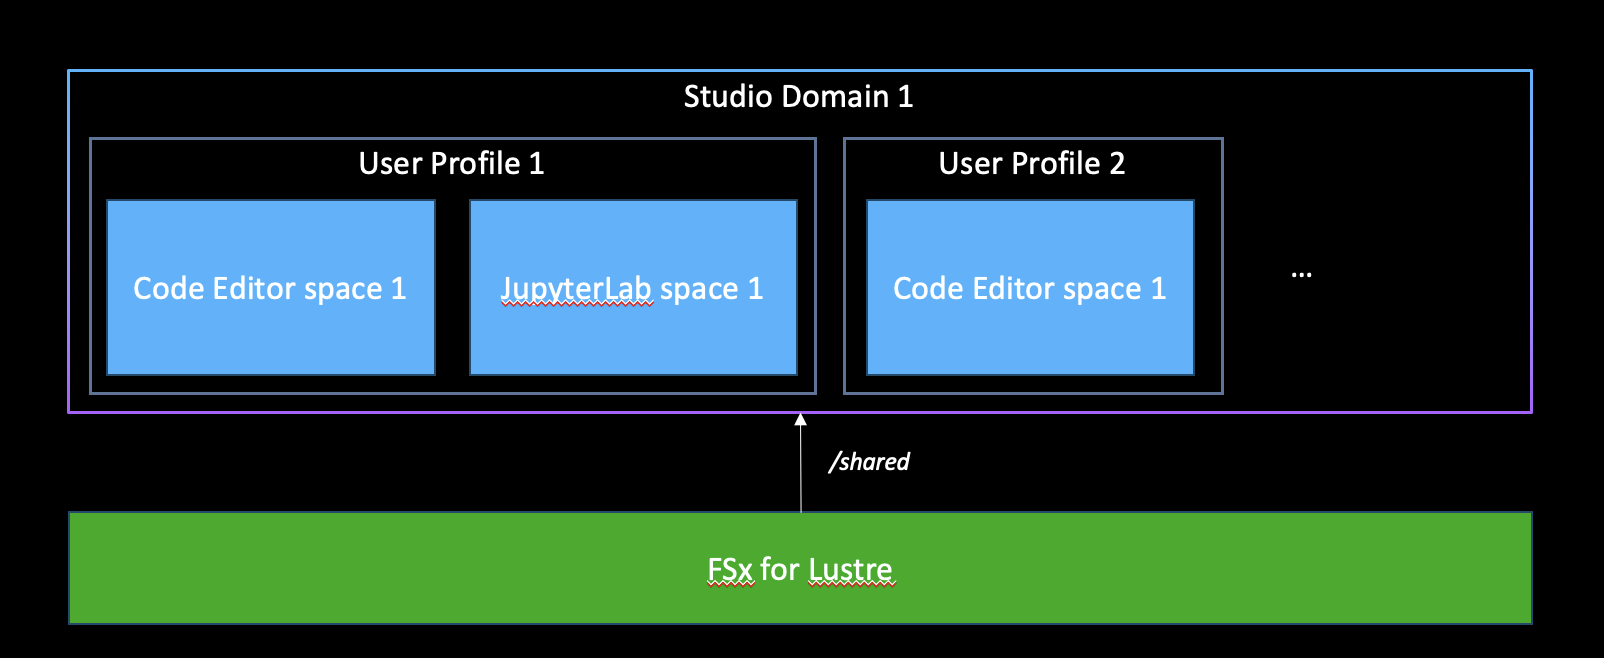 Studio Domain 1
User Profile 1
User Profile 2
Code Editor space 1
JupyterLab space 1
Code Editor space 1
...
/shared
FSx for Lustre